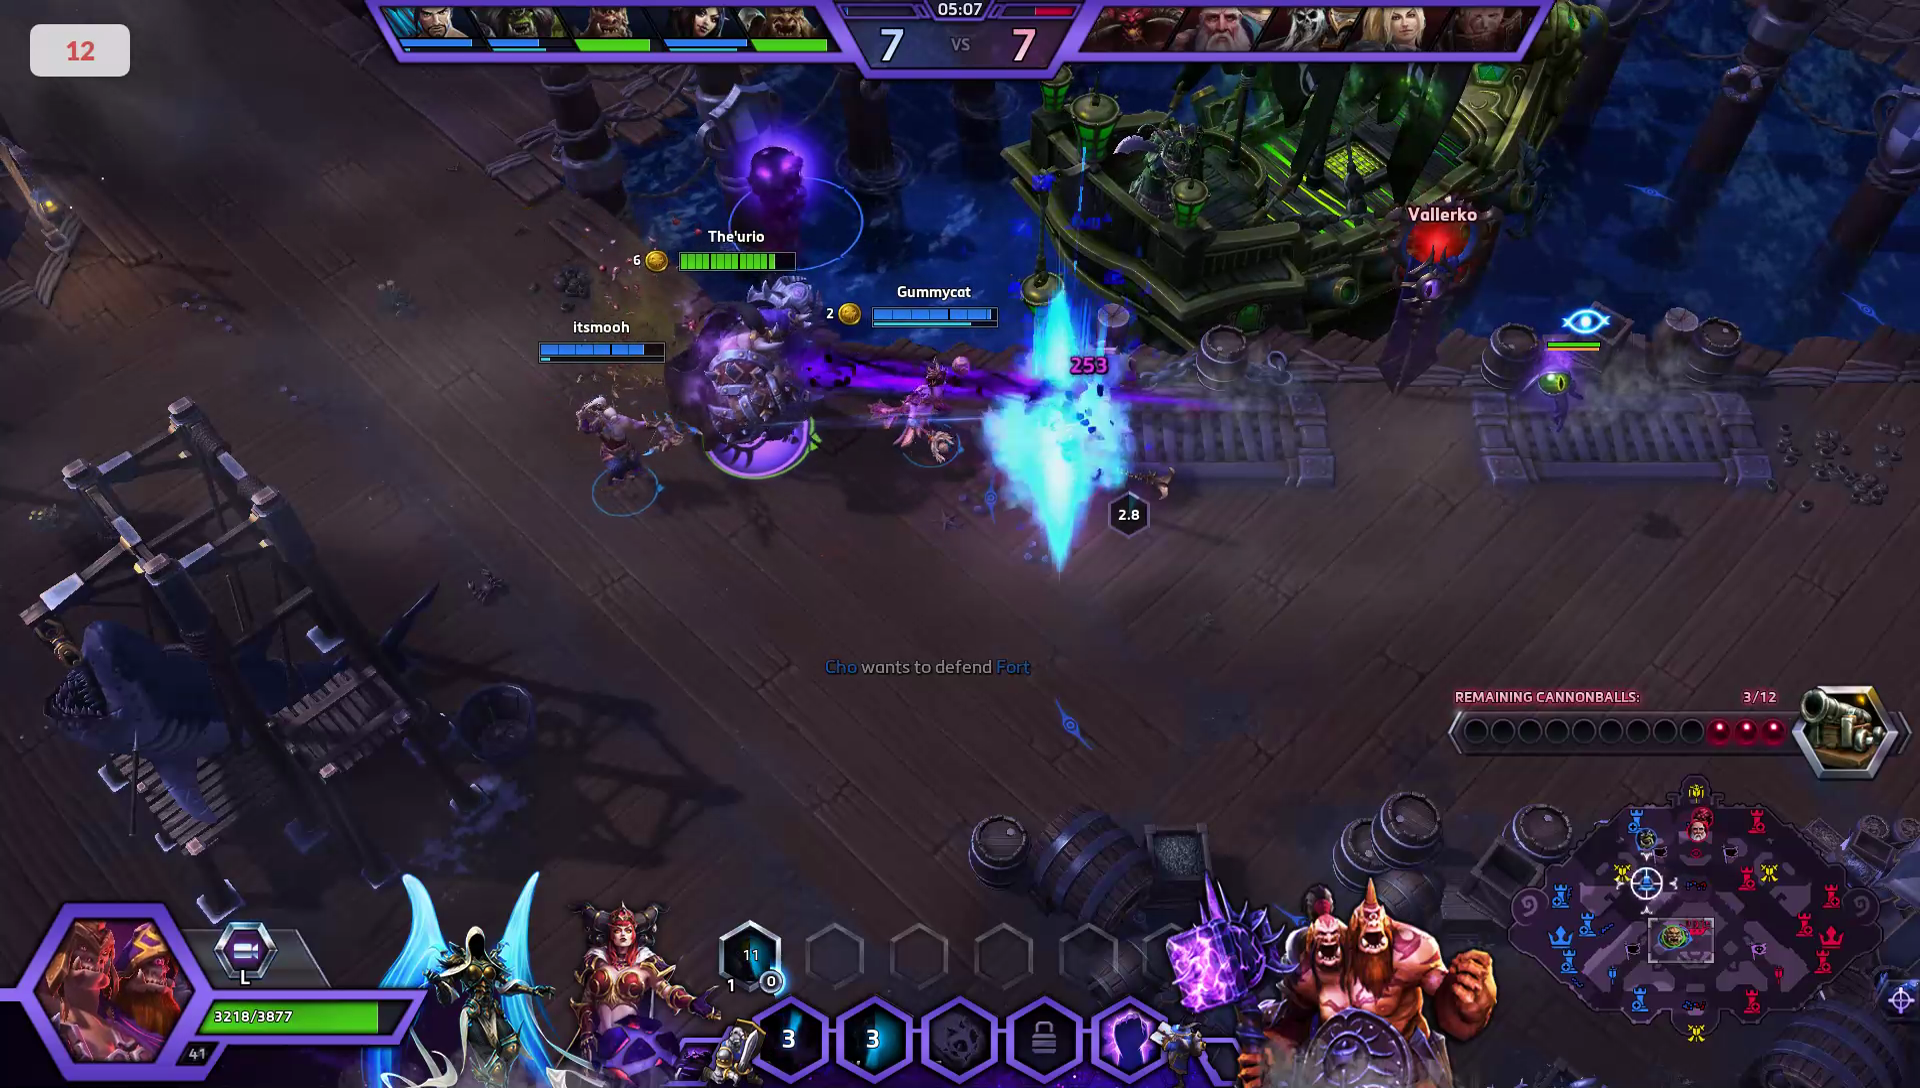 12
05:07
7 VS 7
Vallerko
The'urio
6
Gummycat
2
itsmooh
253
2.8
Cho wants to defend Fort
REMAINING CANNONBALLS: 3/12
L
3218/3877
41
11
1 0
3 3